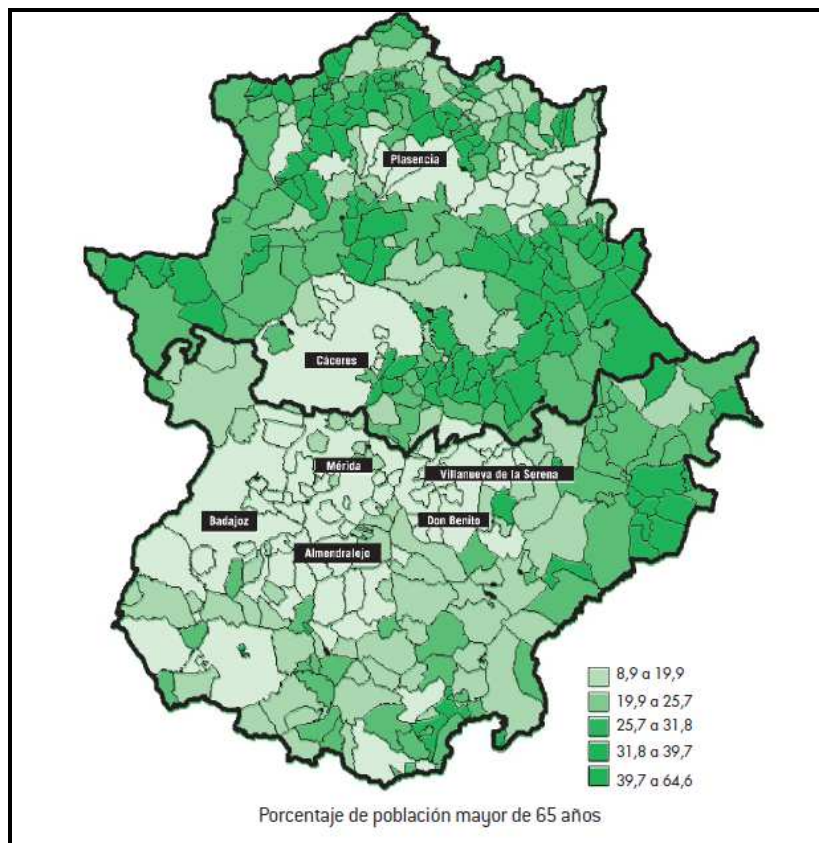 Plasencia
Cáceres
Mérida
Villanueva de la Serena
Badajoz
Don Benito
Almendralejo
8,9 a 19,9
19,9 a 25,7
25,7 a 31,8
31,8 a 39,7
39,7 a 64,6
Porcentaje de población mayor de 65 años